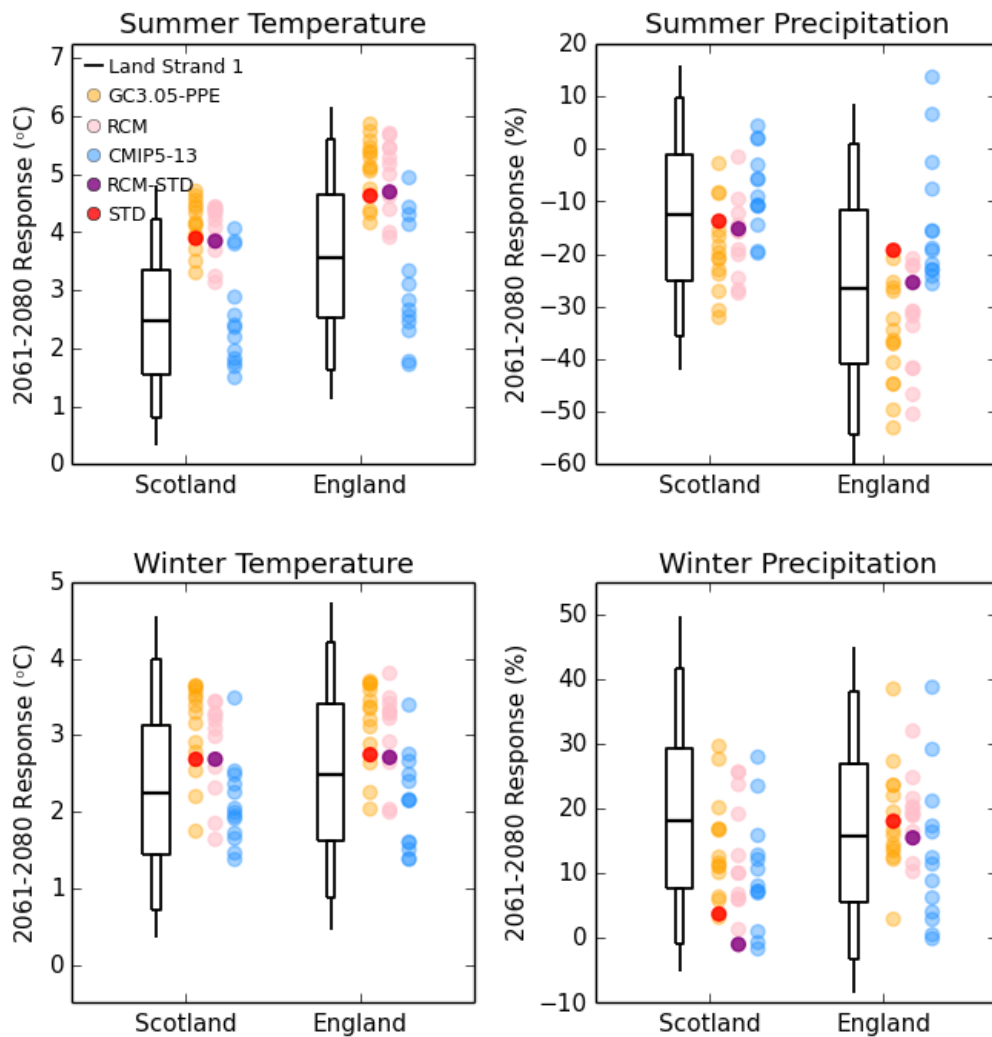 Summer Temperature
2061-2080 Response (°C)
7
6
5
4
3
2
1
0
Land Strand 1
GC3.05-PPE
RCM
CMIP5-13
RCM-STD
STD
Scotland England
Summer Precipitation
2061-2080 Response (%)
20
10
0
−10
−20
−30
−40
−50
−60
Scotland England
Winter Temperature
2061-2080 Response (°C)
5
4
3
2
1
0
Scotland England
Winter Precipitation
2061-2080 Response (%)
50
40
30
20
10
0
−10
Scotland England